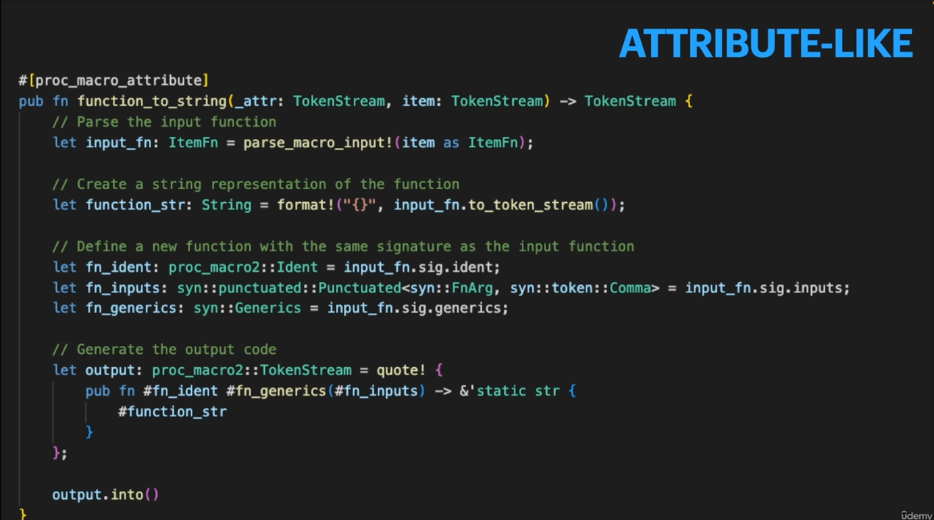 ATTRIBUTE-LIKE
#[proc_macro_attribute]
pub fn function_to_string(_attr: TokenStream, item: TokenStream) -> TokenStream {
    // Parse the input function
    let input_fn: ItemFn = parse_macro_input!(item as ItemFn);

    // Create a string representation of the function
    let function_str: String = format!("{}", input_fn.to_token_stream());

    // Define a new function with the same signature as the input function
    let fn_ident: proc_macro2::Ident = input_fn.sig.ident;
    let fn_inputs: syn::punctuated::Punctuated<syn::FnArg, syn::token::Comma> = input_fn.sig.inputs;
    let fn_generics: syn::Generics = input_fn.sig.generics;

    // Generate the output code
    let output: proc_macro2::TokenStream = quote! {
        pub fn #fn_ident #fn_generics(#fn_inputs) -> &'static str {
            #function_str
        }
    };

    output.into()
}
ûdemy